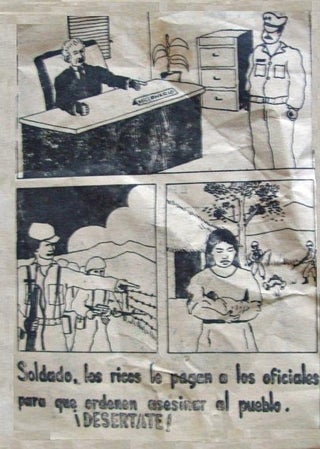 Soldado, los ricos le pagan a los oficiales
para que ordenen asesinar al pueblo.
¡DESERTATE!